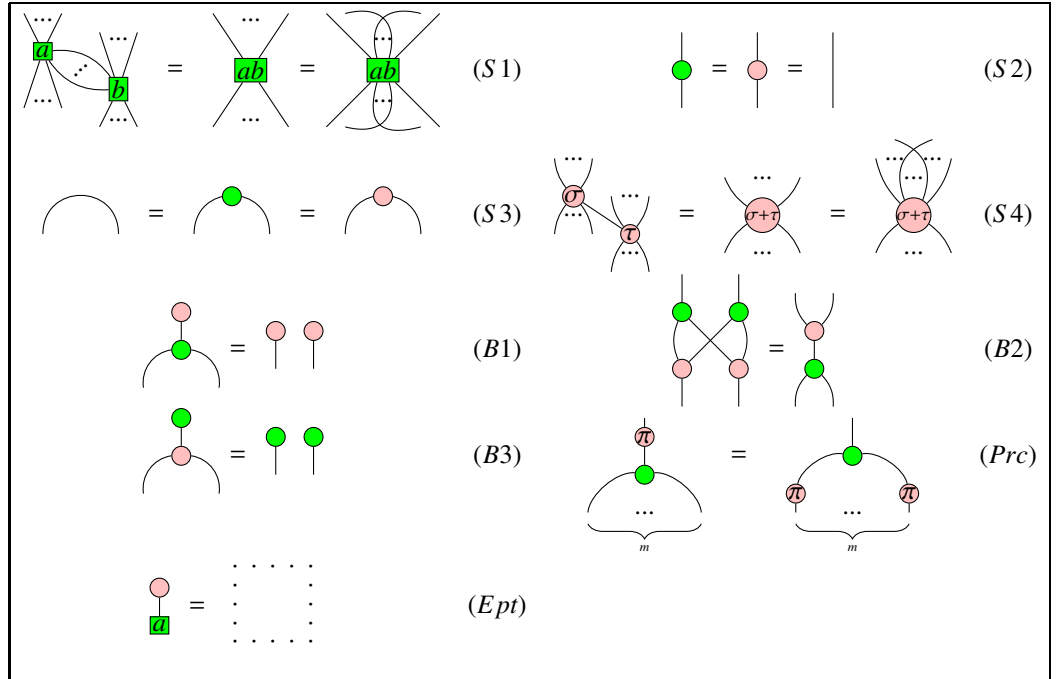 ... ...
a ... = ab = ab (S1)
b
... ... ... ...
= = (S2)
= = (S3)
... ... ... ... ...
σ ... ... = σ+τ = σ+τ (S4)
τ
... ... ...
= (B1)
= (B2)
= (B3)
π = (Prc)
π π
... ...
m m
= (Ept)
a